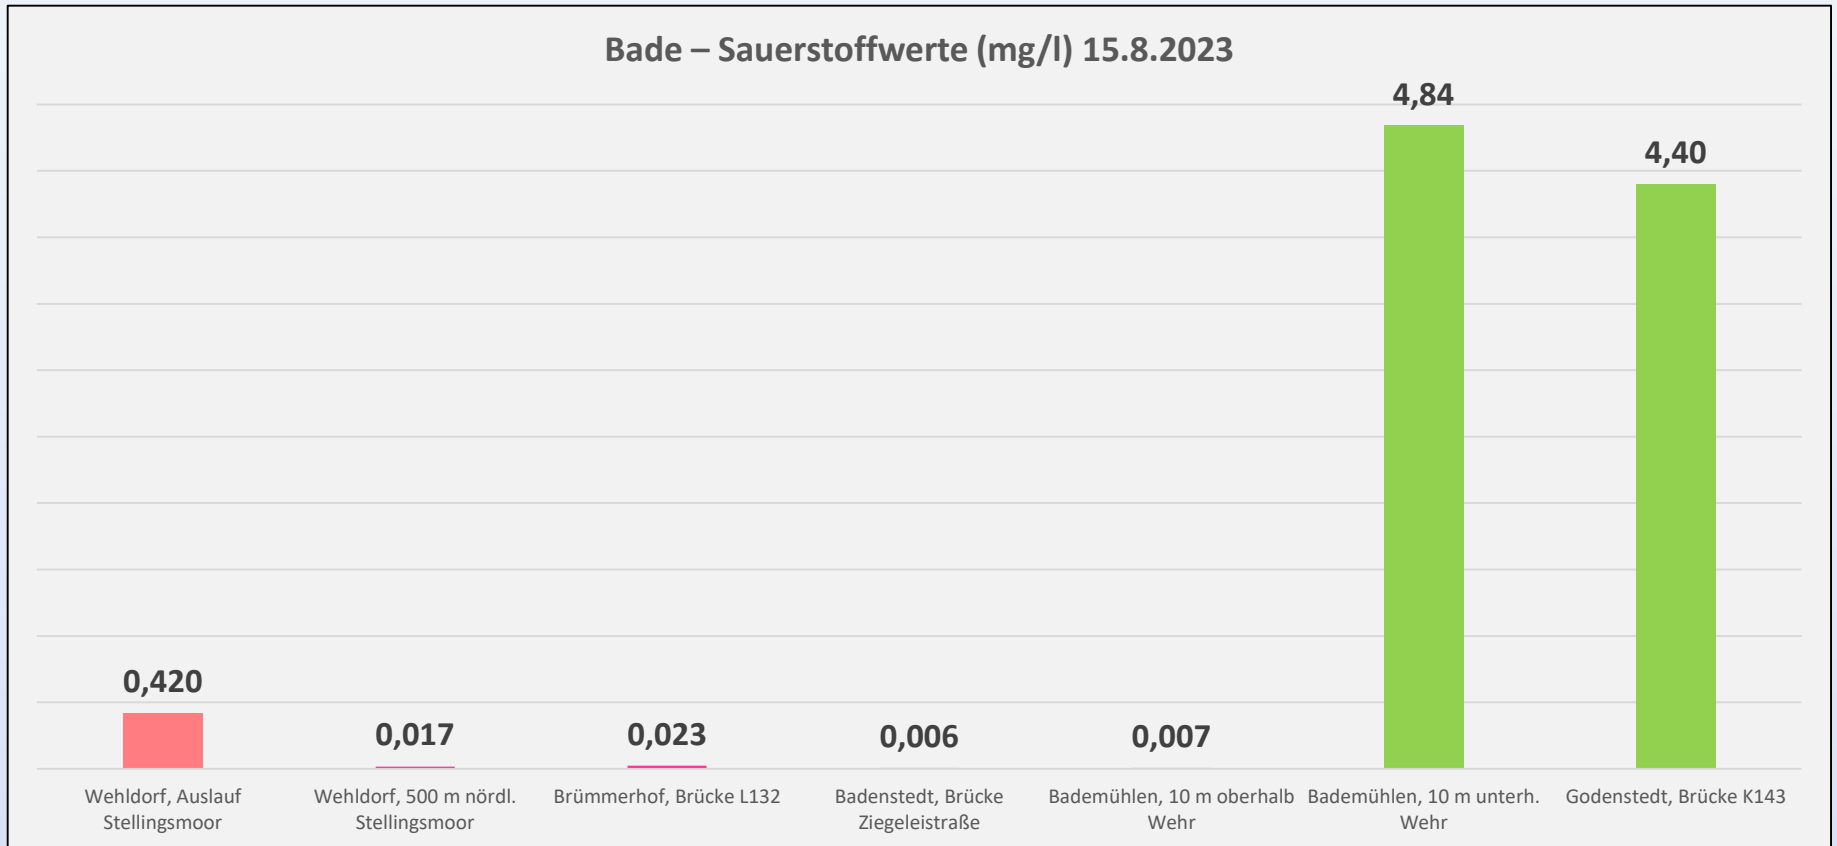 Bade – Sauerstoffwerte (mg/l) 15.8.2023
0,420
0,017
0,023
0,006
0,007
4,84
4,40
Wehldorf, Auslauf
Stellingsmoor
Wehldorf, 500 m nördl.
Stellingsmoor
Brümmerhof, Brücke L132
Badenstedt, Brücke
Ziegeleistraße
Bademühlen, 10 m oberhalb
Wehr
Bademühlen, 10 m unterh.
Wehr
Godenstedt, Brücke K143